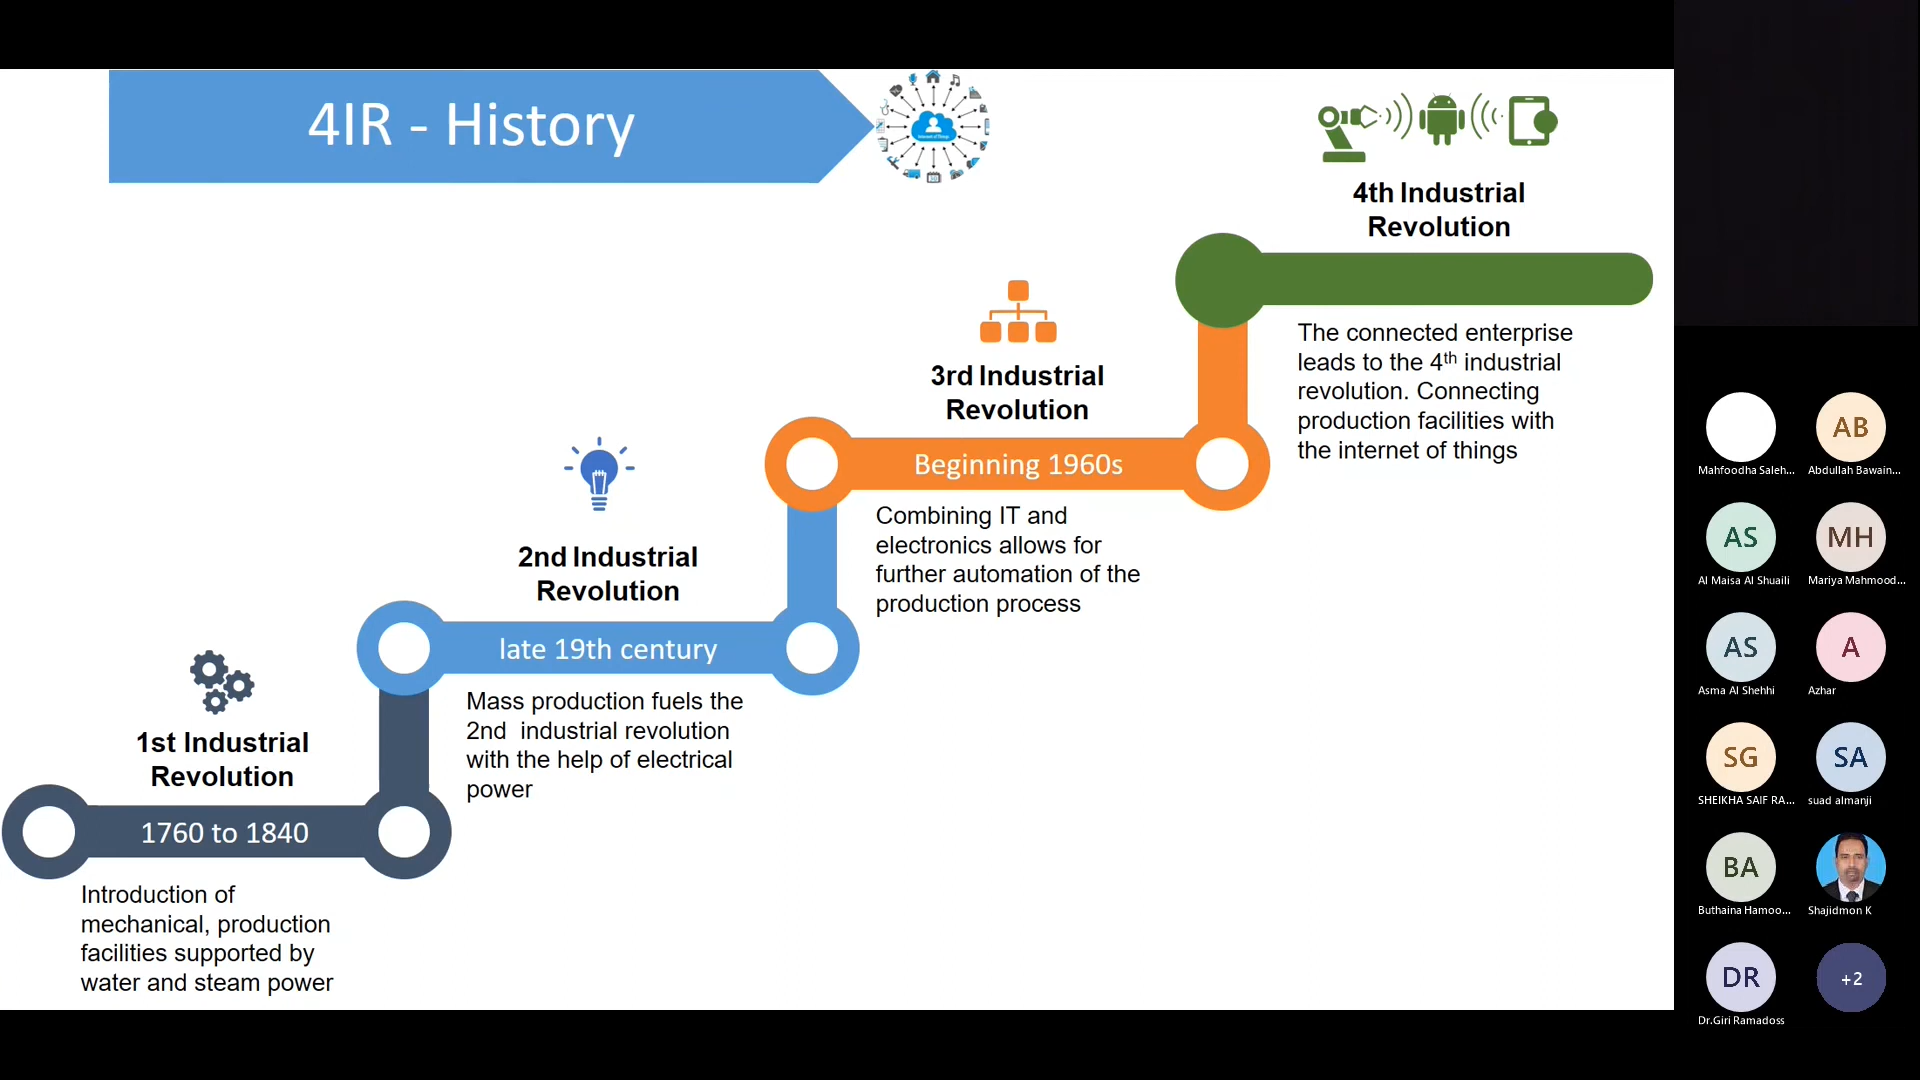 4IR - History
4th Industrial
Revolution
The connected enterprise
leads to the 4th industrial
revolution. Connecting
production facilities with
the internet of things
3rd Industrial
Revolution
Beginning 1960s
Combining IT and
electronics allows for
further automation of the
production process
2nd Industrial
Revolution
late 19th century
Mass production fuels the
2nd  industrial revolution
with the help of electrical
power
1st Industrial
Revolution
1760 to 1840
Introduction of
mechanical, production
facilities supported by
water and steam power
Mahfoodha Saleh...
AB
Abdullah Bawain...
AS
Al Maisa Al Shuaili
MH
Mariya Mahmood...
AS
Asma Al Shehhi
A
Azhar
SG
SHEIKHA SAIF RA...
SA
suad almanji
BA
Buthaina Hamoo...
Shajidmon K
DR
Dr.Giri Ramadoss
+2